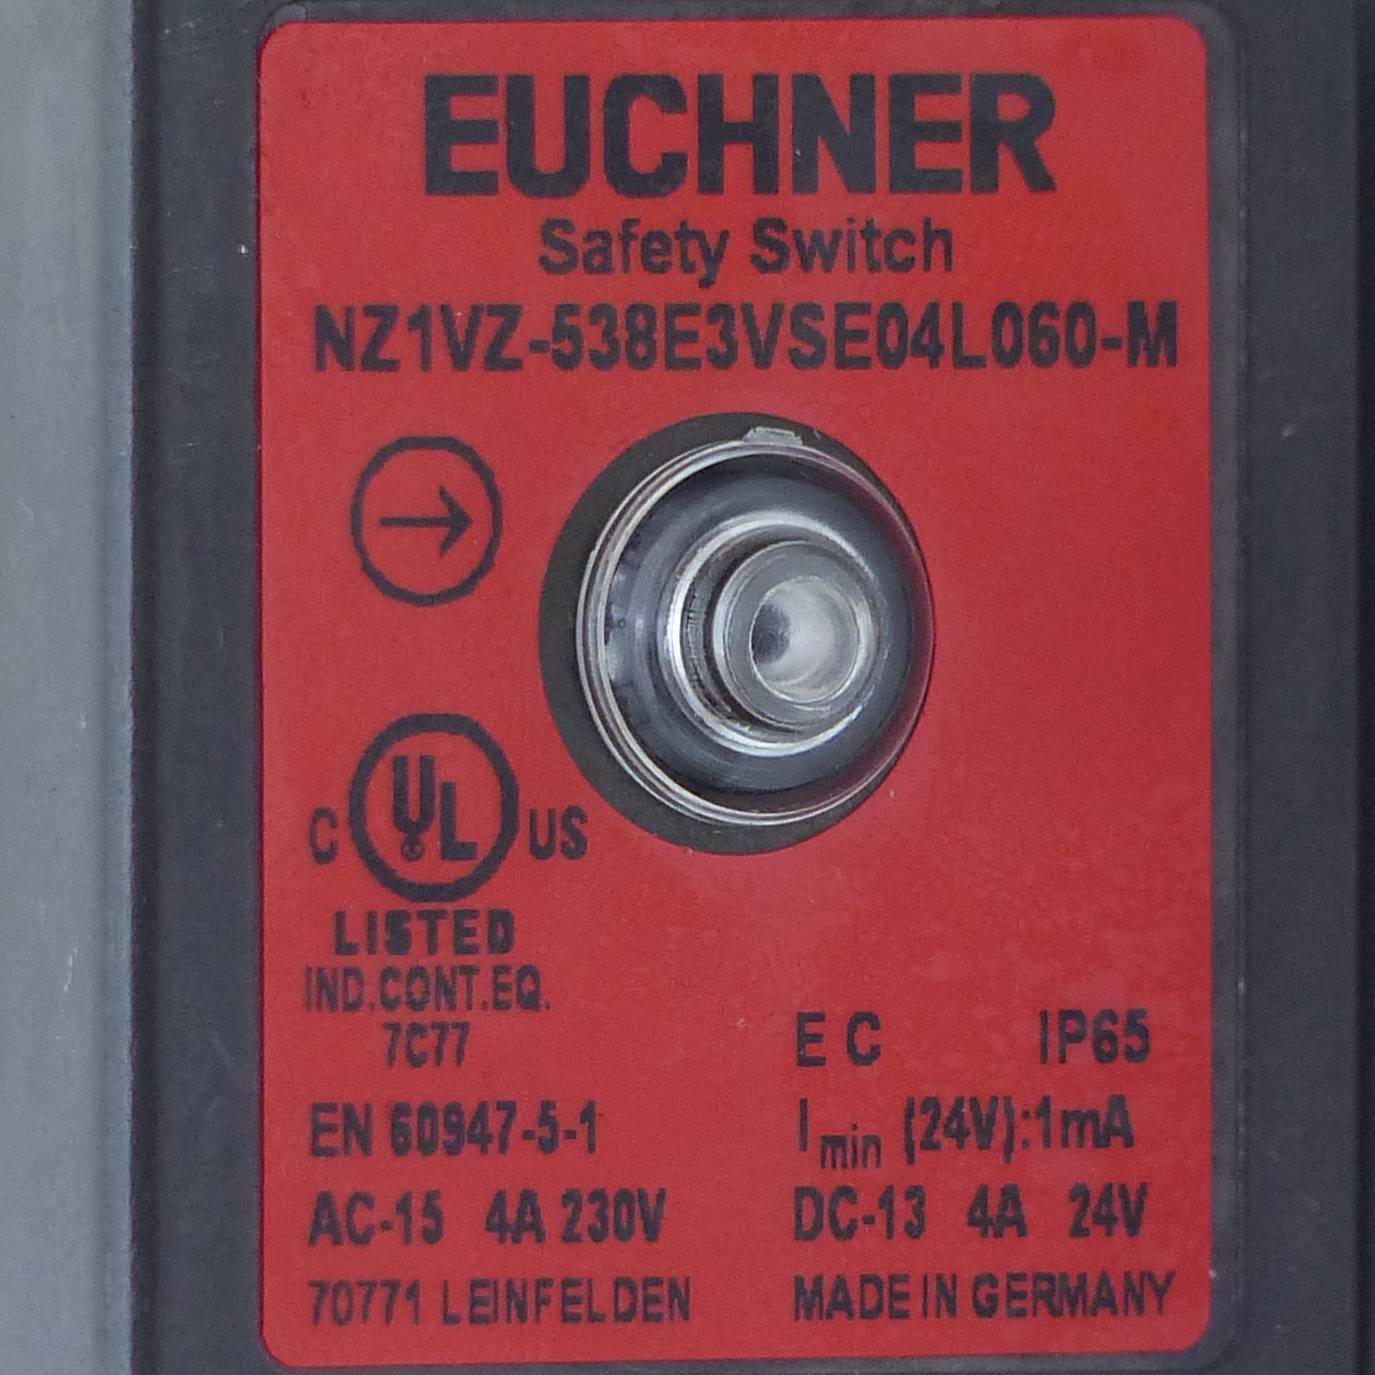 EUCHNER
Safety Switch
NZ1VZ-538E3VSE04L060-M
C UL US
LISTED
IND.CONT.EQ.
7C77
E C IP65
EN 60947-5-1 Imin (24V):1mA
AC-15 4A 230V DC-13 4A 24V
70771 LEINFELDEN MADE IN GERMANY